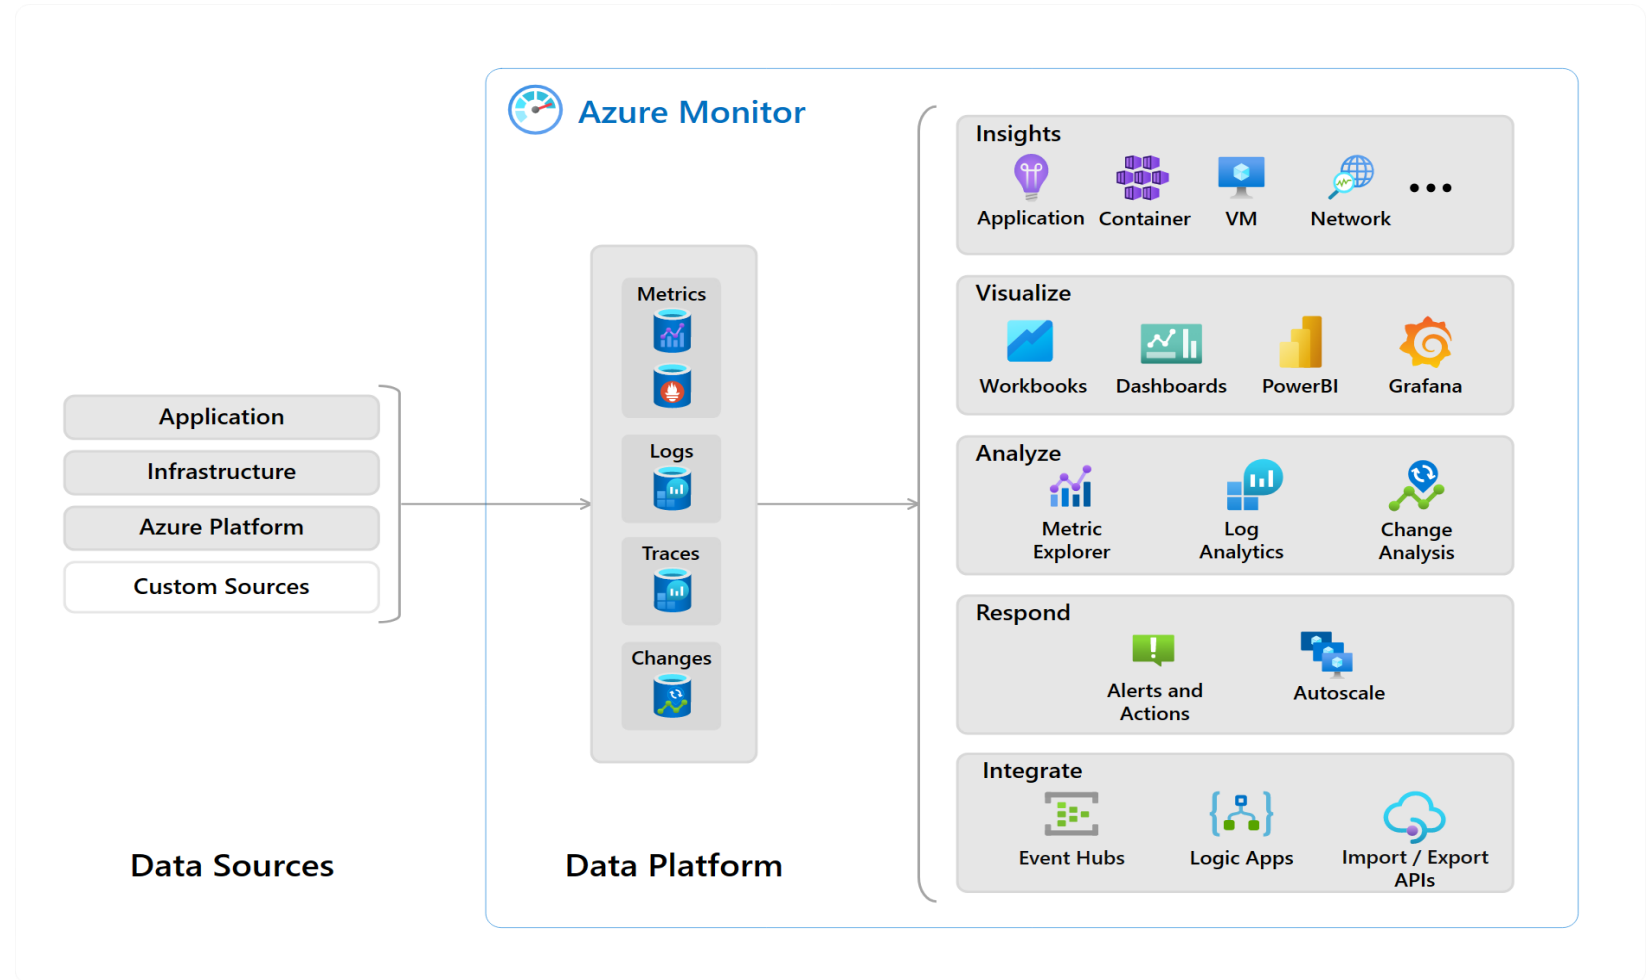 Azure Monitor
Application
Infrastructure
Azure Platform
Custom Sources
Data Sources
Metrics
Logs
Traces
Changes
Data Platform
Insights
Application
Container
VM
Network
...
Visualize
Workbooks
Dashboards
PowerBI
Grafana
Analyze
Metric
Explorer
Log
Analytics
Change
Analysis
Respond
Alerts and
Actions
Autoscale
Integrate
Event Hubs
Logic Apps
Import / Export
APIs